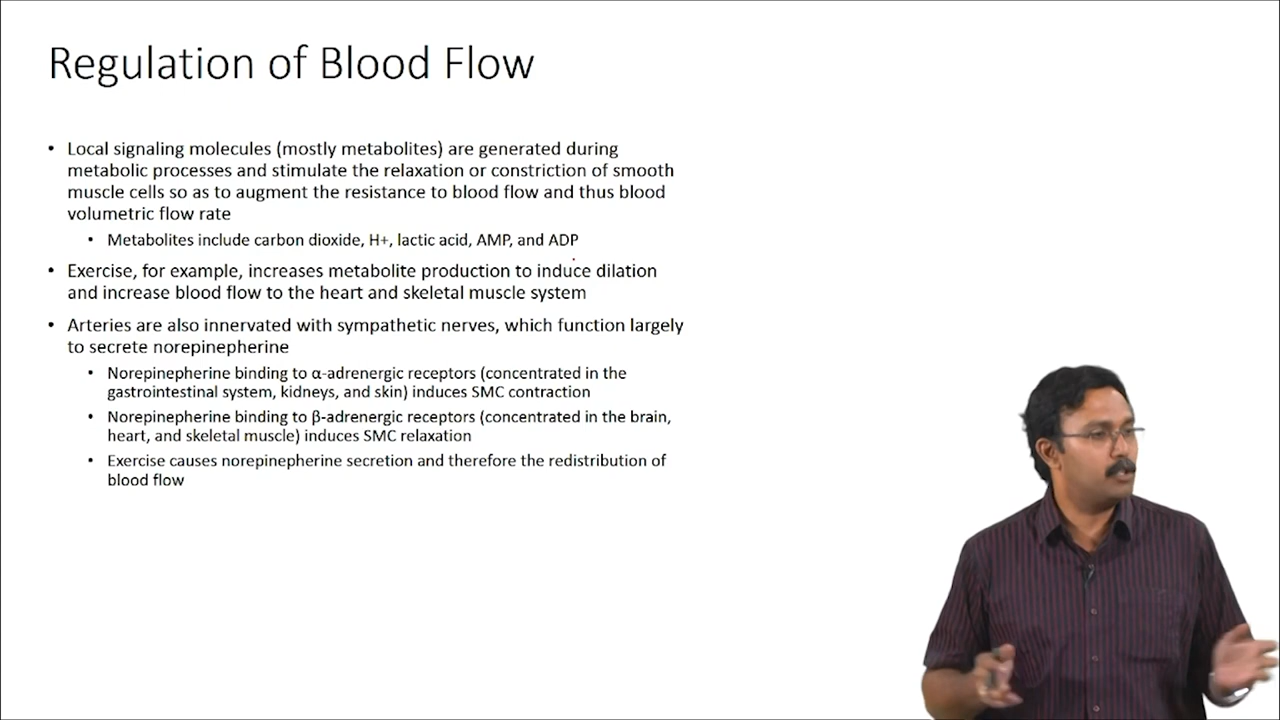 Regulation of Blood Flow
• Local signaling molecules (mostly metabolites) are generated during
metabolic processes and stimulate the relaxation or constriction of smooth
muscle cells so as to augment the resistance to blood flow and thus blood
volumetric flow rate
• Metabolites include carbon dioxide, H+, lactic acid, AMP, and ADP
• Exercise, for example, increases metabolite production to induce dilation
and increase blood flow to the heart and skeletal muscle system
• Arteries are also innervated with sympathetic nerves, which function largely
to secrete norepinepherine
• Norepinepherine binding to α-adrenergic receptors (concentrated in the
gastrointestinal system, kidneys, and skin) induces SMC contraction
• Norepinepherine binding to β-adrenergic receptors (concentrated in the brain,
heart, and skeletal muscle) induces SMC relaxation
• Exercise causes norepinepherine secretion and therefore the redistribution of
blood flow